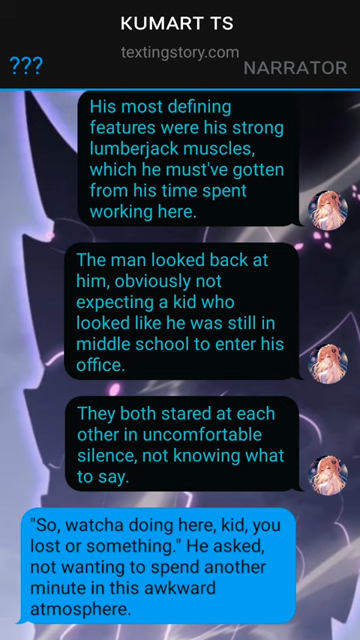 KUMART TS
textingstory.com
???
NARRATOR
His most defining
features were his strong
lumberjack muscles,
which he must've gotten
from his time spent
working here.
The man looked back at
him, obviously not
expecting a kid who
looked like he was still in
middle school to enter his
office.
They both stared at each
other in uncomfortable
silence, not knowing what
to say.
"So, watcha doing here, kid, you
lost or something." He asked,
not wanting to spend another
minute in this awkward
atmosphere.